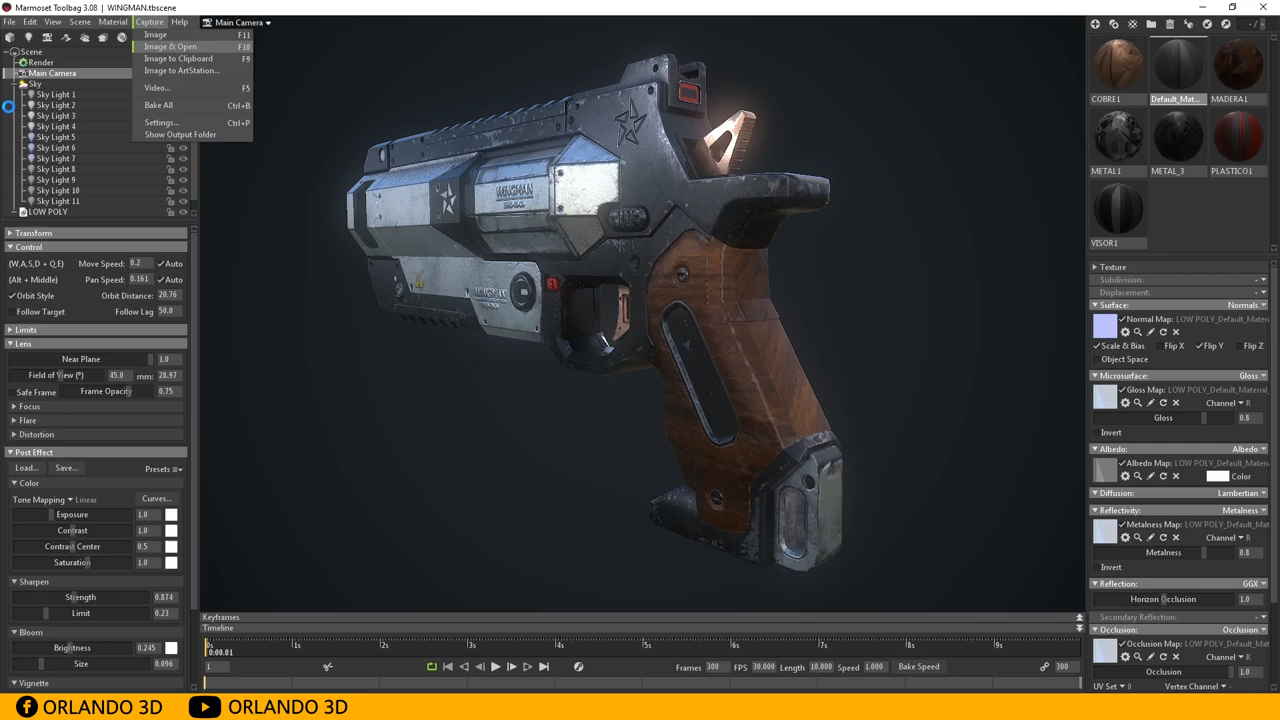 Marmoset Toolbag 3.08 | WINGMAN.tbscene
File Edit View Scene Material Capture Help Main Camera
Image F11
Image & Open F10
Image to Clipboard F9
Image to ArtStation...
Video... F5
Bake All Ctrl+B
Settings... Ctrl+P
Show Output Folder
Scene
Render
Main Camera
Sky
Sky Light 1
Sky Light 2
Sky Light 3
Sky Light 4
Sky Light 5
Sky Light 6
Sky Light 7
Sky Light 8
Sky Light 9
Sky Light 10
Sky Light 11
LOW POLY
Transform
Control
(W,A,S,D + Q,E) Move Speed: 0.2 Auto
(Alt + Middle) Pan Speed: 0.161 Auto
Orbit Style Orbit Distance: 20.76
Follow Target Follow Lag 50.0
Limits
Lens
Near Plane 1.0
Field of View (°) 45.0 mm: 28.97
Safe Frame Frame Opacity 0.75
Focus
Flare
Distortion
Post Effect
Load... Save... Presets
Color
Tone Mapping Linear Curves...
Exposure 1.0
Contrast 1.0
Contrast Center 0.5
Saturation 1.0
Sharpen
Strength 0.874
Limit 0.23
Bloom
Brightness 0.245
Size 0.096
Vignette
WINGMAN
Keyframes
Timeline
0s 1s 2s 3s 4s 5s 6s 7s 8s 9s
0:00.01
1 Frames 300 FPS 30.000 Length 10.000 Speed 1.000 Bake Speed 300
- / -
COBRE1 Default_Mat... MADERA1
METAL1 METAL_3 PLASTICO1
VISOR1
Texture
Subdivision: -
Displacement: -
Surface: Normals
Normal Map: LOW POLY_Default_Mater
Scale & Bias Flip X Flip Y Flip Z
Object Space
Microsurface: Gloss
Gloss Map: LOW POLY_Default_Material_
Channel R
Gloss 0.8
Invert
Albedo: Albedo
Albedo Map: LOW POLY_Default_Materi
Color
Diffusion: Lambertian
Reflectivity: Metalness
Metalness Map: LOW POLY_Default_Mat
Channel R
Metalness 0.8
Invert
Reflection: GGX
Horizon Occlusion 1.0
Secondary Reflection: -
Occlusion: Occlusion
Occlusion Map: LOW POLY_Default_Mat
Channel R
Occlusion 1.0
UV Set 0 Vertex Channel -
ORLANDO 3D ORLANDO 3D